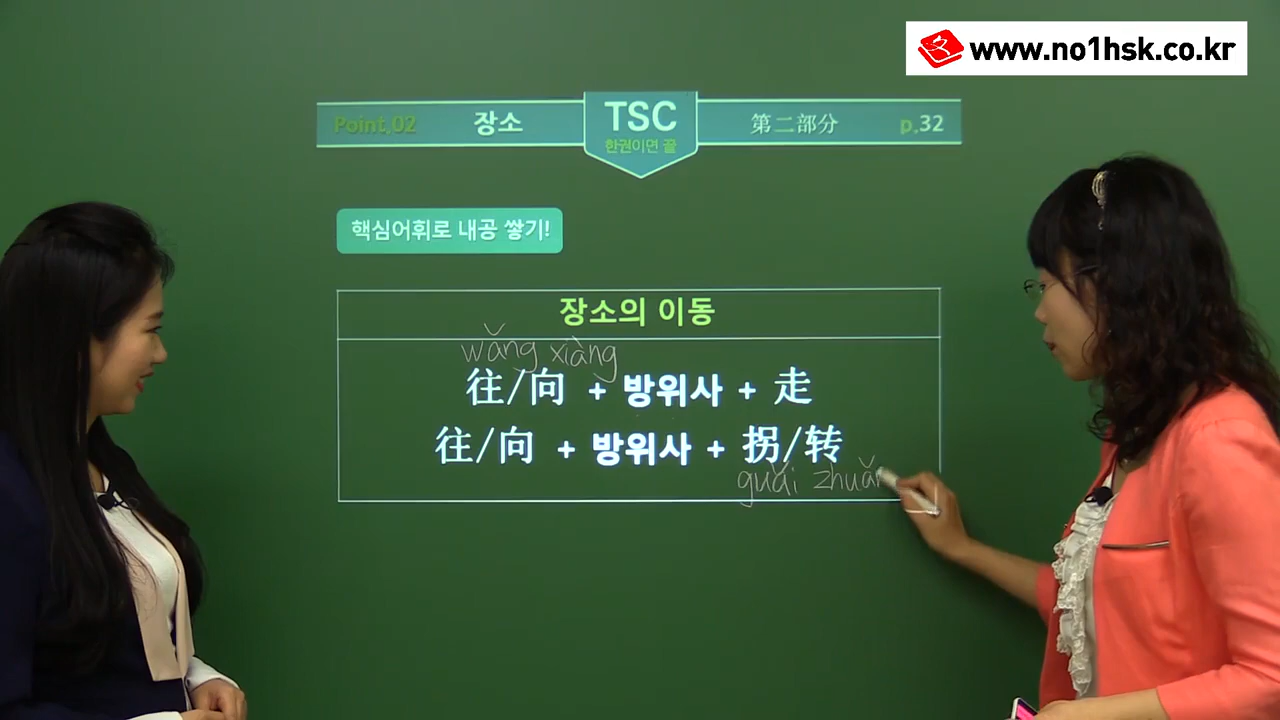 www.no1hsk.co.kr
Point.02 장소 TSC 第二部分 p.32
한권이면 끝
핵심어휘로 내공 쌓기!
장소의 이동
wǎng xiàng
往/向 + 방위사 + 走
往/向 + 방위사 + 拐/转
guǎi zhuǎn